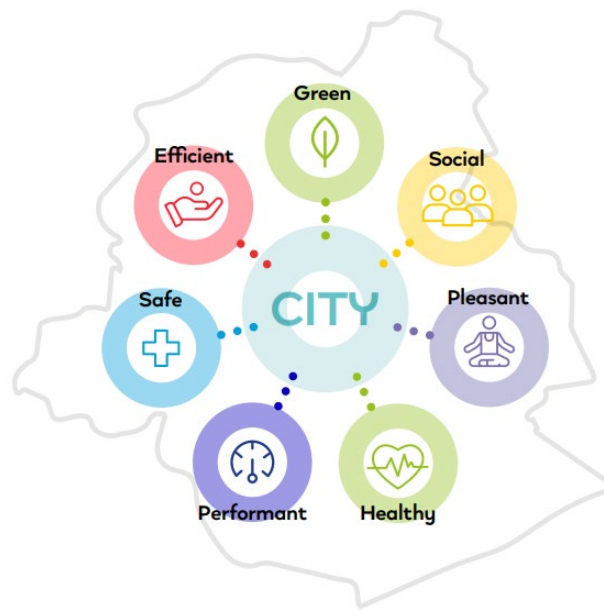 Green
Efficient
Social
CITY
Safe
Pleasant
Performant
Healthy